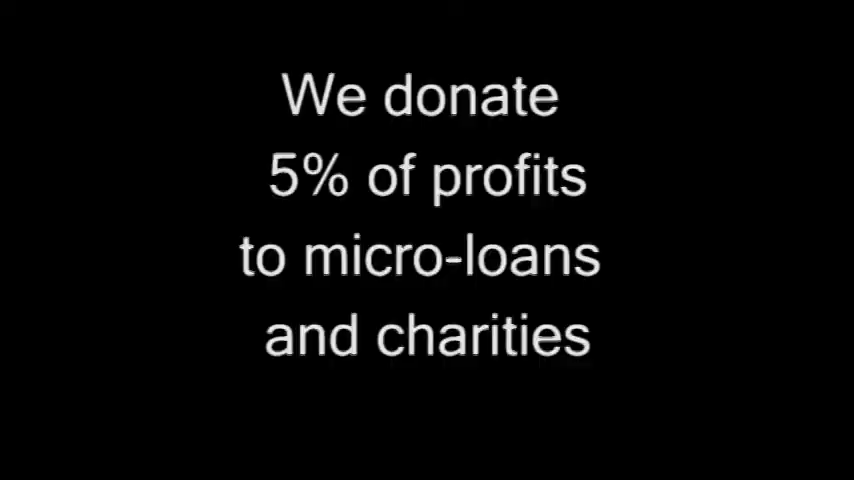 We donate
5% of profits
to micro-loans
and charities